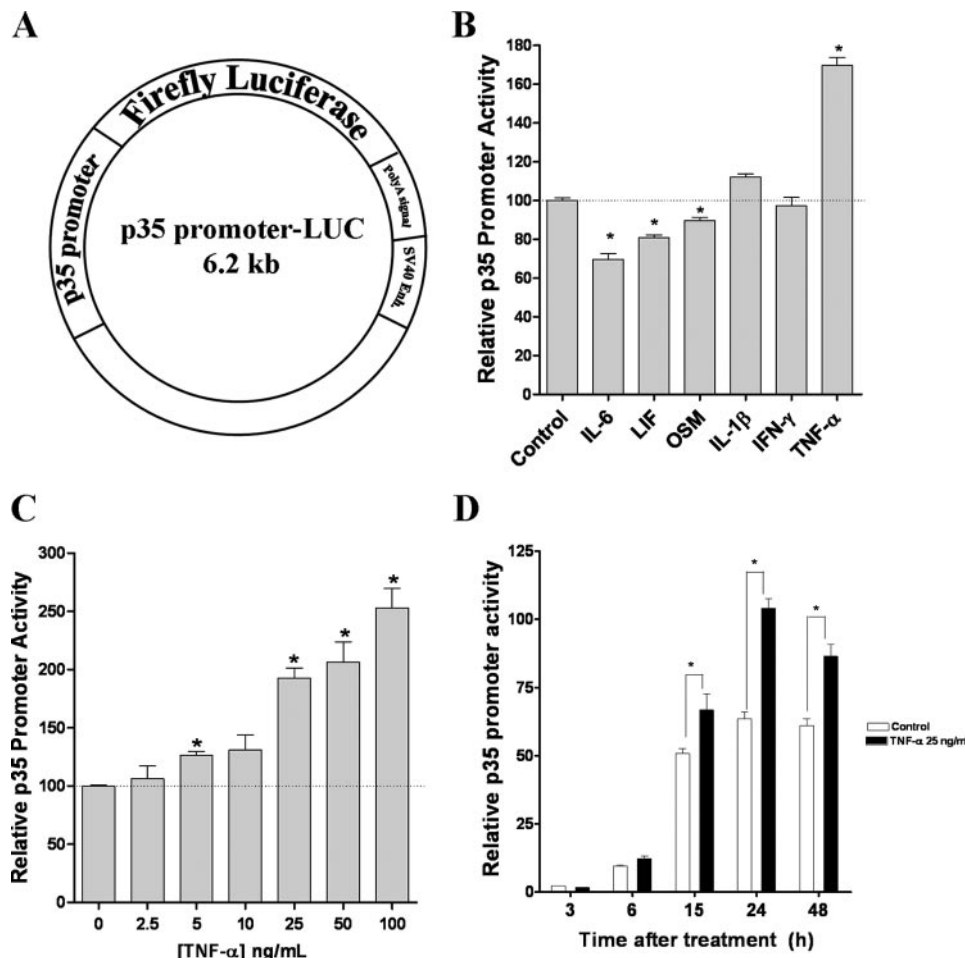 A
Firefly Luciferase
p35 promoter
PolyA signal
SV40 Enh.
p35 promoter-LUC
6.2 kb
B
Relative p35 Promoter Activity
180
160
140
120
100
80
60
40
20
0
*
*
*
*
Control
IL-6
LIF
OSM
IL-1β
IFN-γ
TNF-α
C
Relative p35 Promoter Activity
300
250
200
150
100
50
0
*
*
*
*
0
2.5
5
10
25
50
100
[TNF-α] ng/mL
D
Relative p35 promoter activity
125
100
75
50
25
0
*
*
*
3
6
15
24
48
Time after treatment (h)
Control
TNF-α 25 ng/m